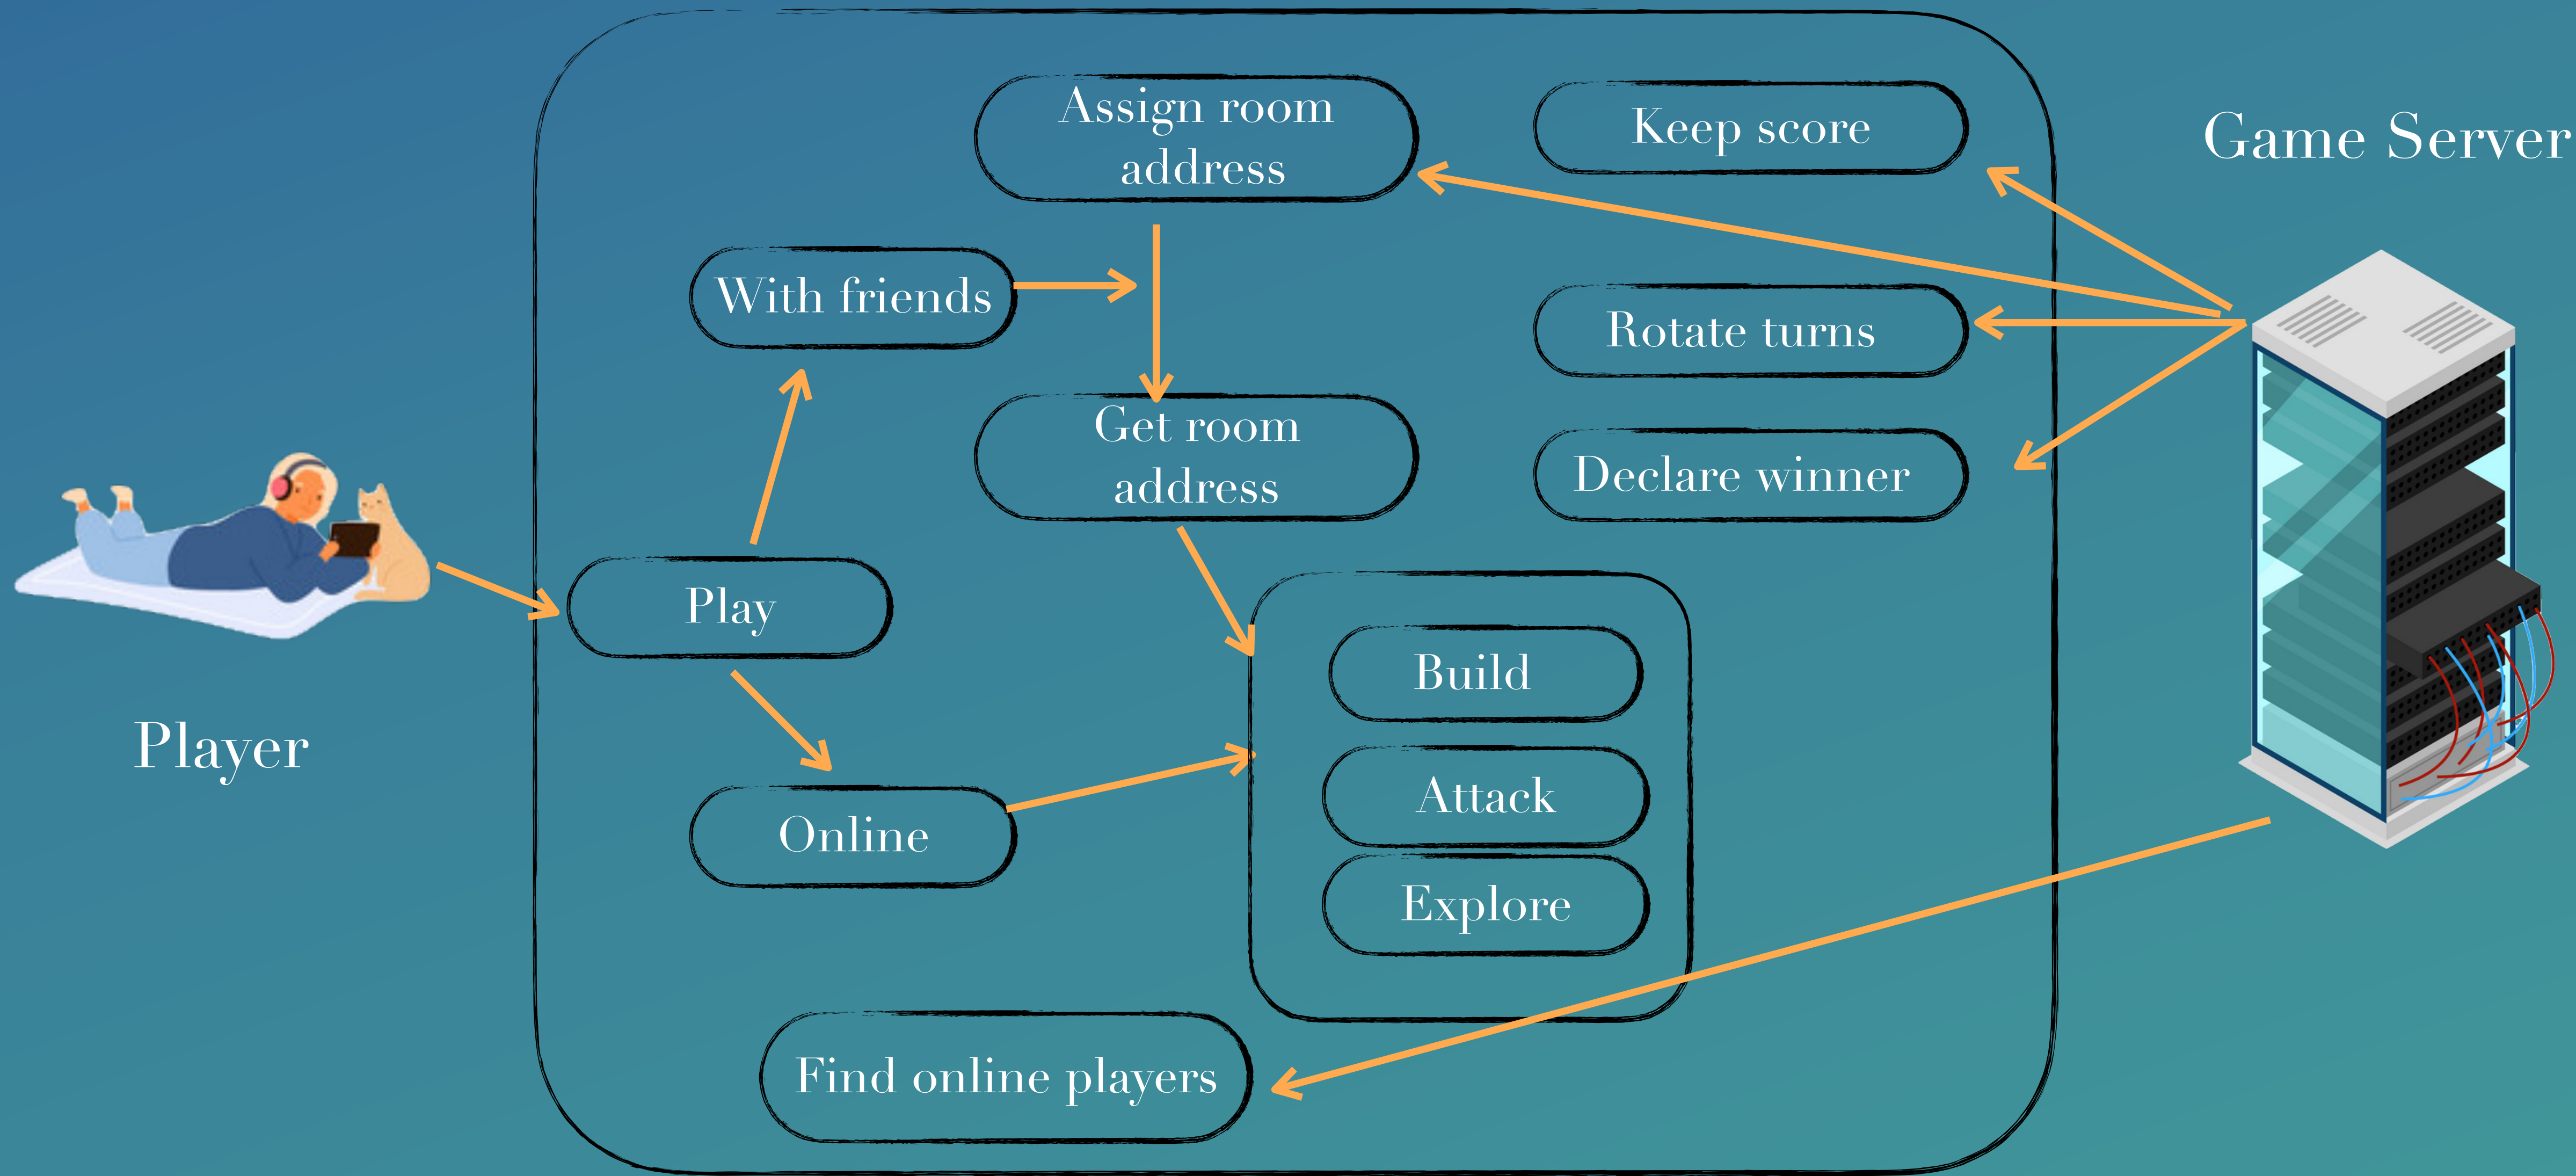 Assign room
address
Keep score
Game Server
With friends
Rotate turns
Get room
address
Declare winner
Play
Build
Player
Attack
Online
Explore
Find online players